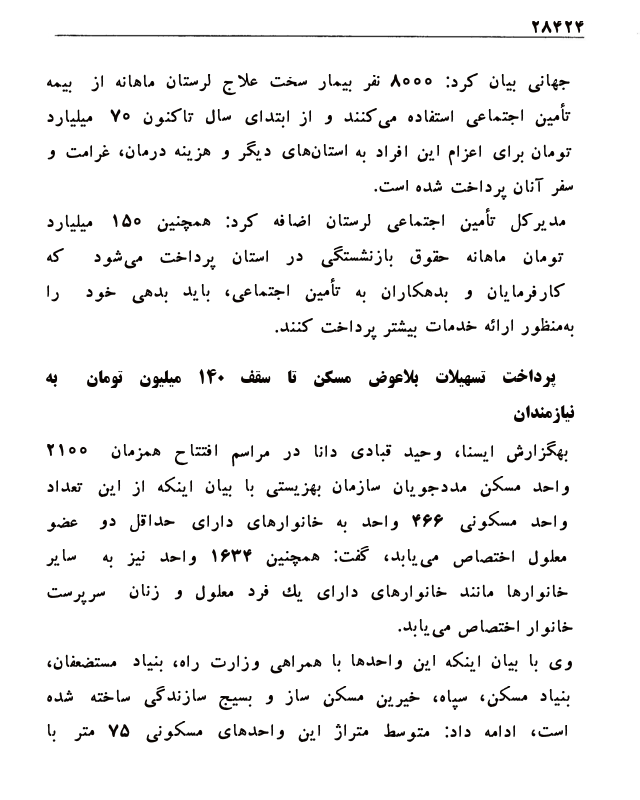 ۲۸۴۲۴
جهانی بیان کرد: ۸۰۰۰ نفر بیمار سخت علاج لرستان ماهانه از بیمه
تأمین اجتماعی استفاده می‌کنند و از ابتدای سال تاکنون ۷۰ میلیارد
تومان برای اعزام این افراد به استان‌های دیگر و هزینه درمان، غرامت و
سفر آنان پرداخت شده است.
مدیرکل تأمین اجتماعی لرستان اضافه کرد: همچنین ۱۵۰ میلیارد
تومان ماهانه حقوق بازنشستگی در استان پرداخت می‌شود که
کارفرمایان و بدهکاران به تأمین اجتماعی، باید بدهی خود را
به‌منظور ارائه خدمات بیشتر پرداخت کنند.
پرداخت تسهیلات بلاعوض مسکن تا سقف ۱۴۰ میلیون تومان به
نیازمندان
بهگزارش ایسنا، وحید قبادی دانا در مراسم افتتاح همزمان ۲۱۰۰
واحد مسکن مددجویان سازمان بهزیستی با بیان اینکه از این تعداد
واحد مسکونی ۴۶۶ واحد به خانوارهای دارای حداقل دو عضو
معلول اختصاص می‌یابد، گفت: همچنین ۱۶۳۴ واحد نیز به سایر
خانوارها مانند خانوارهای دارای یك فرد معلول و زنان سرپرست
خانوار اختصاص می‌یابد.
وی با بیان اینکه این واحدها با همراهی وزارت راه، بنیاد مستضعفان،
بنیاد مسکن، سپاه، خیرین مسکن ساز و بسیج سازندگی ساخته شده
است، ادامه داد: متوسط متراژ این واحدهای مسکونی ۷۵ متر با